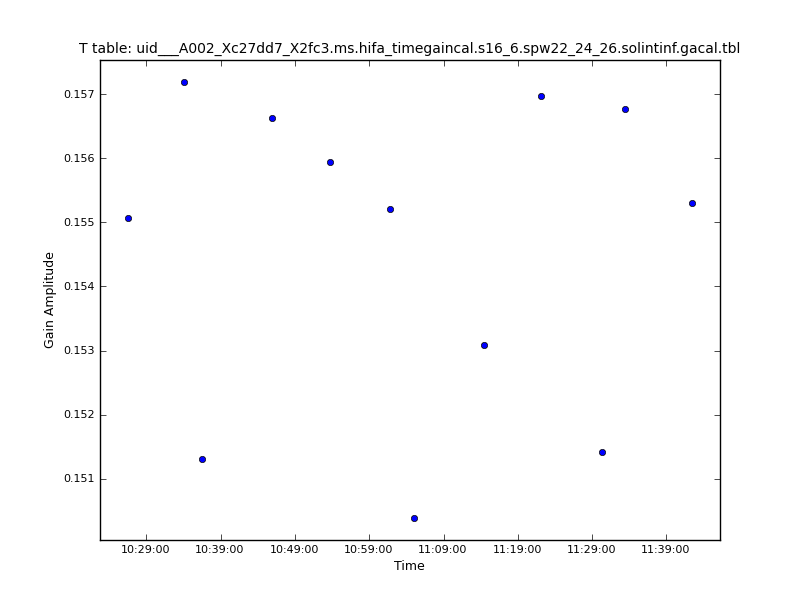 T table: uid___A002_Xc27dd7_X2fc3.ms.hifa_timegaincal.s16_6.spw22_24_26.solintinf.gacal.tbl
0.157
0.156
0.155
0.154
0.153
0.152
0.151
Gain Amplitude
10:29:00 10:39:00 10:49:00 10:59:00 11:09:00 11:19:00 11:29:00 11:39:00
Time